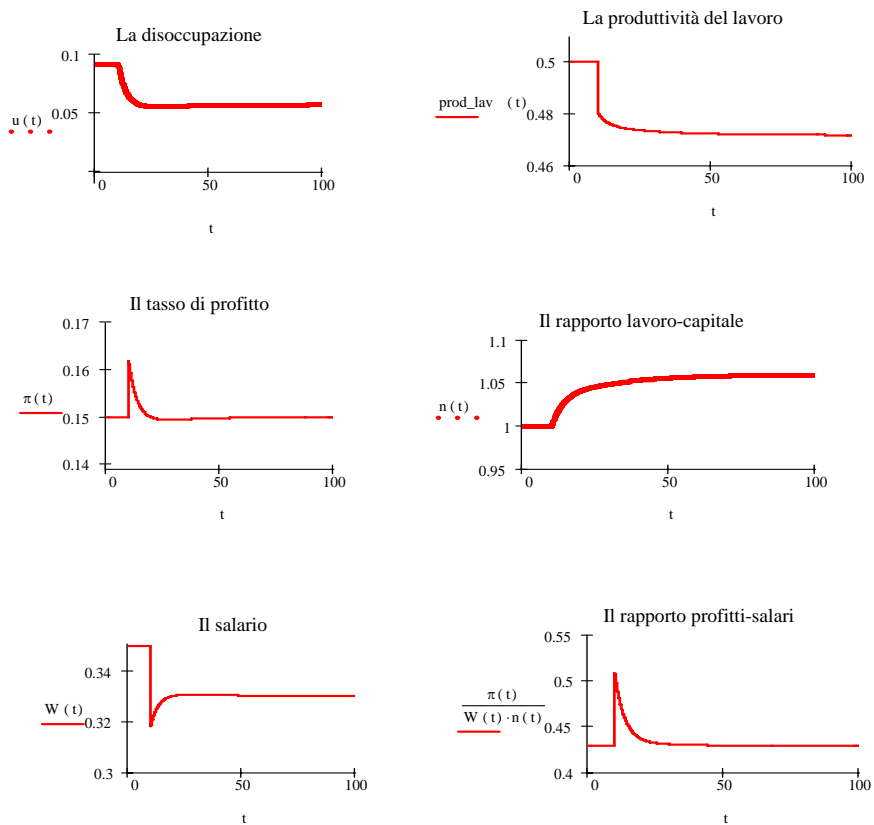 La disoccupazione
0.1
0.05
u ( t )
0
50
100
t
La produttività del lavoro
0.5
prod_lav ( t )
0.48
0.46
0
50
100
t
Il tasso di profitto
0.17
0.16
π ( t )
0.15
0.14
0
50
100
t
Il rapporto lavoro-capitale
1.1
1.05
n ( t )
1
0.95
0
50
100
t
Il salario
0.34
W ( t )
0.32
0.3
0
50
100
t
Il rapporto profitti-salari
0.55
0.5
π ( t )
W ( t ) · n ( t )
0.45
0.4
0
50
100
t